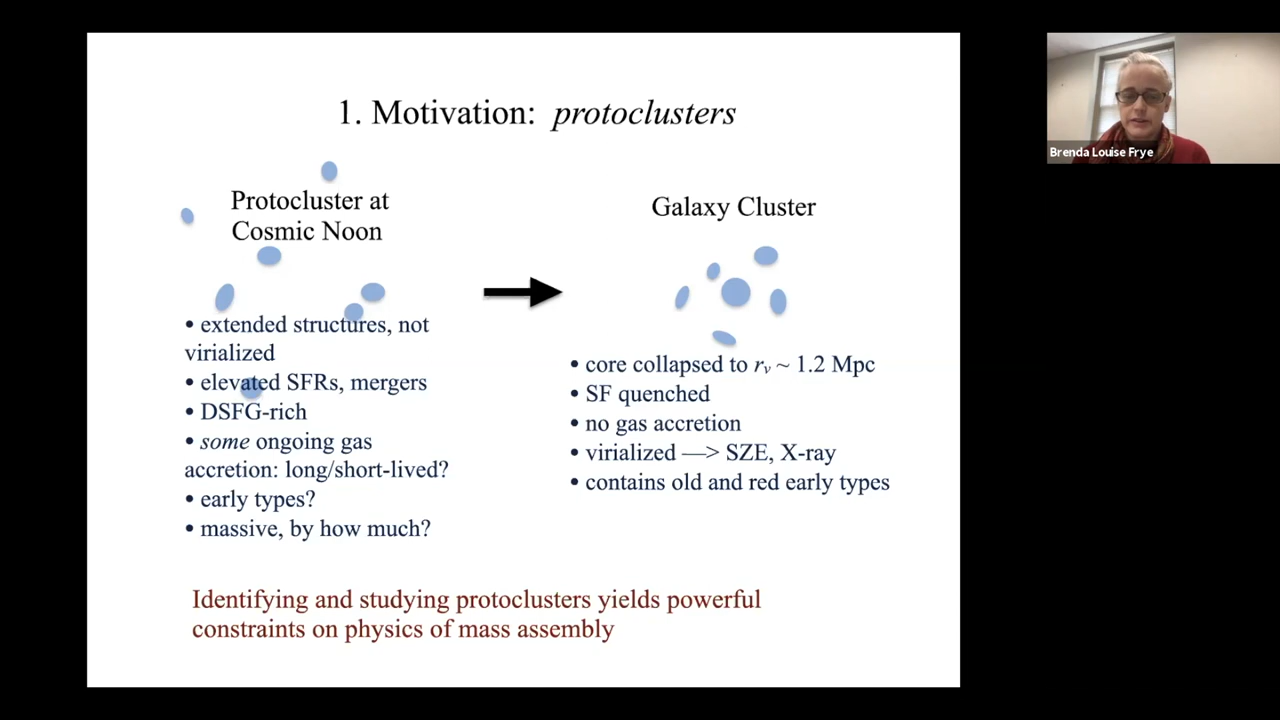 1. Motivation: protoclusters
Protocluster at
Cosmic Noon
• extended structures, not
virialized
• elevated SFRs, mergers
• DSFG-rich
• some ongoing gas
accretion: long/short-lived?
• early types?
• massive, by how much?
Galaxy Cluster
• core collapsed to rᵥ ~ 1.2 Mpc
• SF quenched
• no gas accretion
• virialized —> SZE, X-ray
• contains old and red early types
Identifying and studying protoclusters yields powerful
constraints on physics of mass assembly
Brenda Louise Frye